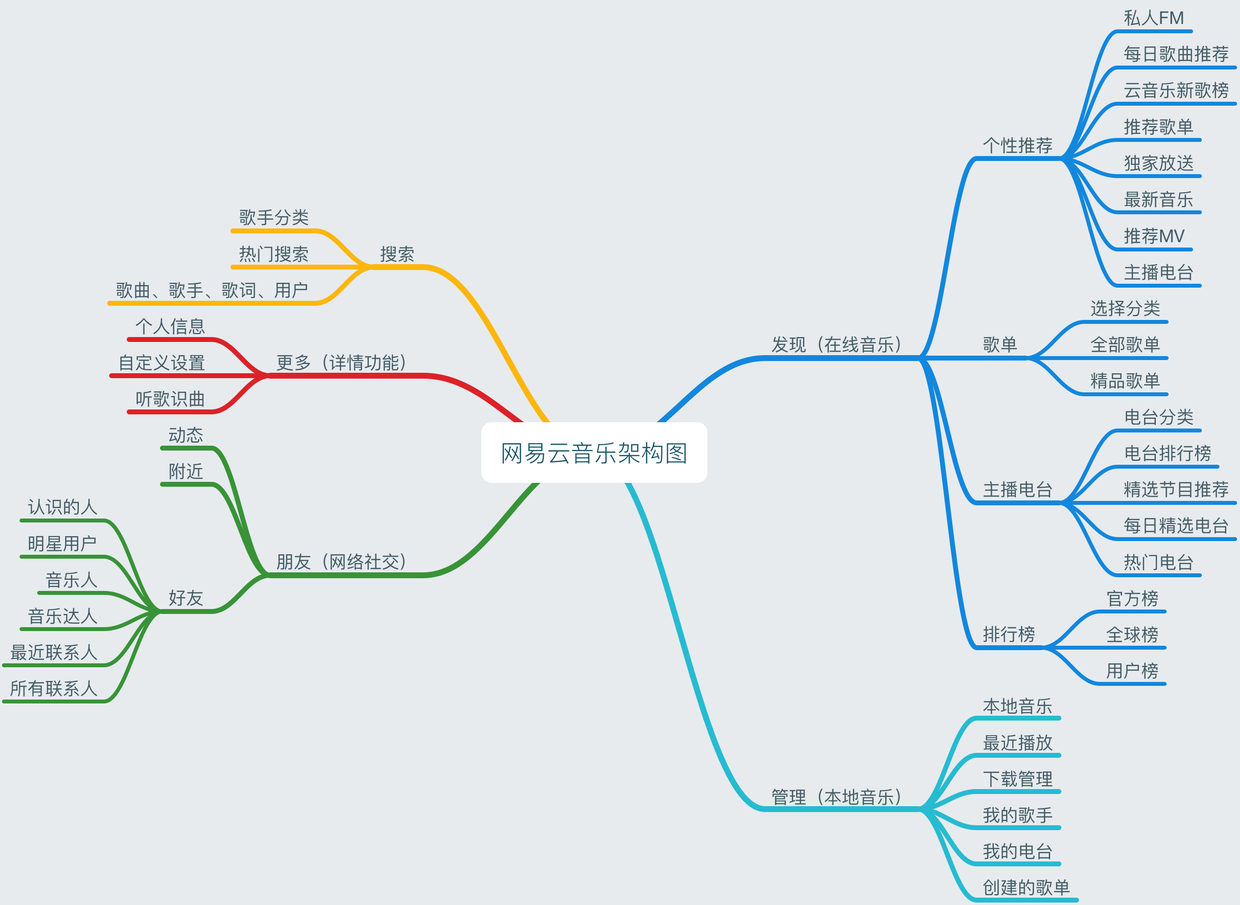 网易云音乐架构图
发现（在线音乐）
个性推荐
私人FM
每日歌曲推荐
云音乐新歌榜
推荐歌单
独家放送
最新音乐
推荐MV
主播电台
歌单
选择分类
全部歌单
精品歌单
主播电台
电台分类
电台排行榜
精选节目推荐
每日精选电台
热门电台
排行榜
官方榜
全球榜
用户榜
管理（本地音乐）
本地音乐
最近播放
下载管理
我的歌手
我的电台
创建的歌单
搜索
歌手分类
热门搜索
歌曲、歌手、歌词、用户
更多（详情功能）
个人信息
自定义设置
听歌识曲
朋友（网络社交）
动态
附近
好友
认识的人
明星用户
音乐人
音乐达人
最近联系人
所有联系人